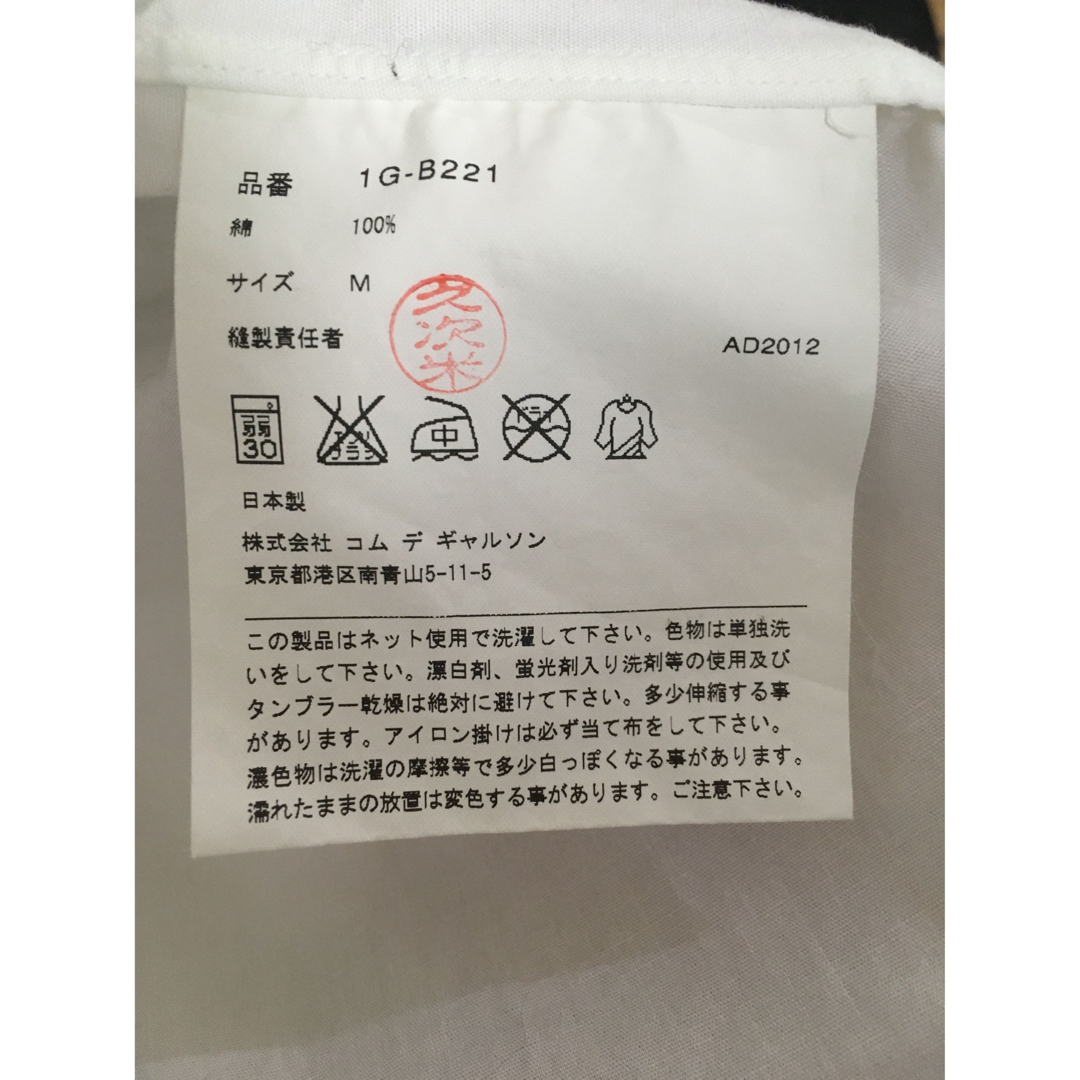 品番 1G-B221
綿 100%
サイズ M
久次米
縫製責任者
AD2012
弱
30
エンソ
サラシ
中
ドライ
日本製
株式会社 コム デ ギャルソン
東京都港区南青山5-11-5
この製品はネット使用で洗濯して下さい。色物は単独洗
いをして下さい。漂白剤、蛍光剤入り洗剤等の使用及び
タンブラー乾燥は絶対に避けて下さい。多少伸縮する事
があります。アイロン掛けは必ず当て布をして下さい。
濃色物は洗濯の摩擦等で多少白っぽくなる事があります。
濡れたままの放置は変色する事があります。ご注意下さい。